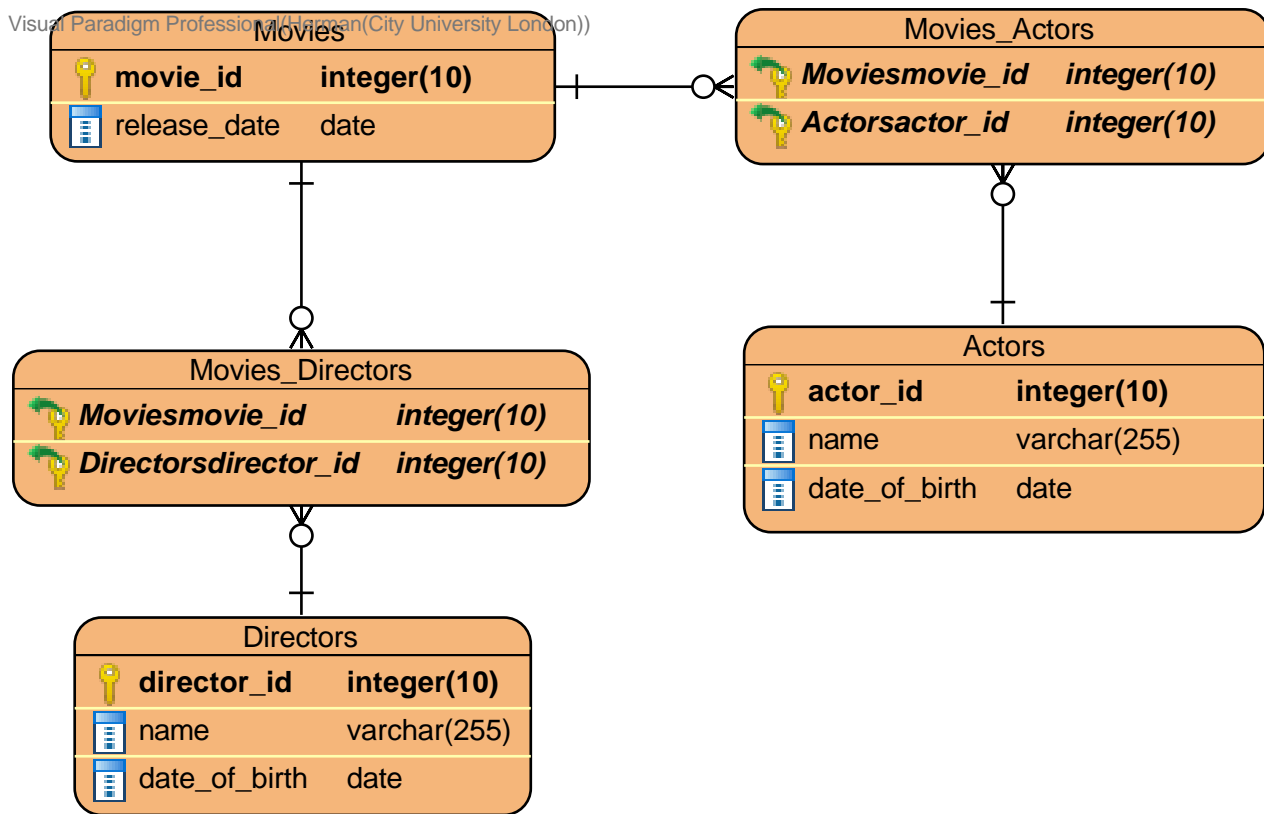 Visual Paradigm Professional(Herman(City University London))
Movies
movie_id integer(10)
release_date date
Movies_Actors
Moviesmovie_id integer(10)
Actorsactor_id integer(10)
Movies_Directors
Moviesmovie_id integer(10)
Directorsdirector_id integer(10)
Actors
actor_id integer(10)
name varchar(255)
date_of_birth date
Directors
director_id integer(10)
name varchar(255)
date_of_birth date